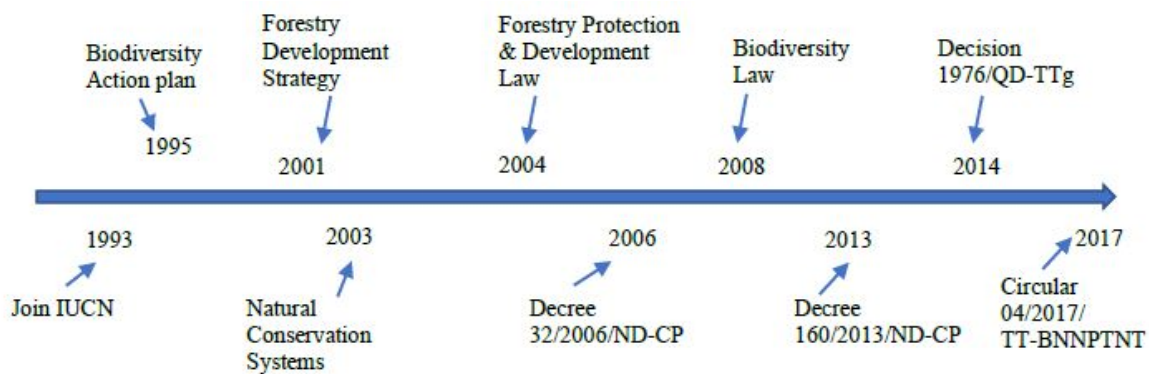 Biodiversity
Action plan
Forestry
Development
Strategy
Forestry Protection
& Development
Law
Biodiversity
Law
Decision
1976/QD-TTg
1995
2001
2004
2008
2014
1993
2003
2006
2013
2017
Join IUCN
Natural
Conservation
Systems
Decree
32/2006/ND-CP
Decree
160/2013/ND-CP
Circular
04/2017/
TT-BNNPTNT